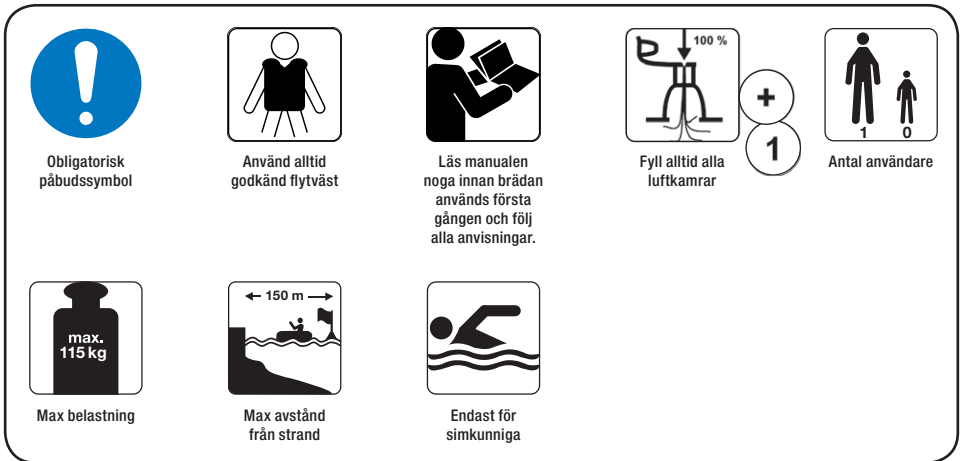 Obligatorisk
påbudssymbol
Använd alltid
godkänd flytväst
Läs manualen
noga innan brädan
används första
gången och följ
alla anvisningar.
100 %
+
1
Fyll alltid alla
luftkamrar
1 0
Antal användare
max.
115 kg
Max belastning
150 m
Max avstånd
från strand
Endast för
simkunniga